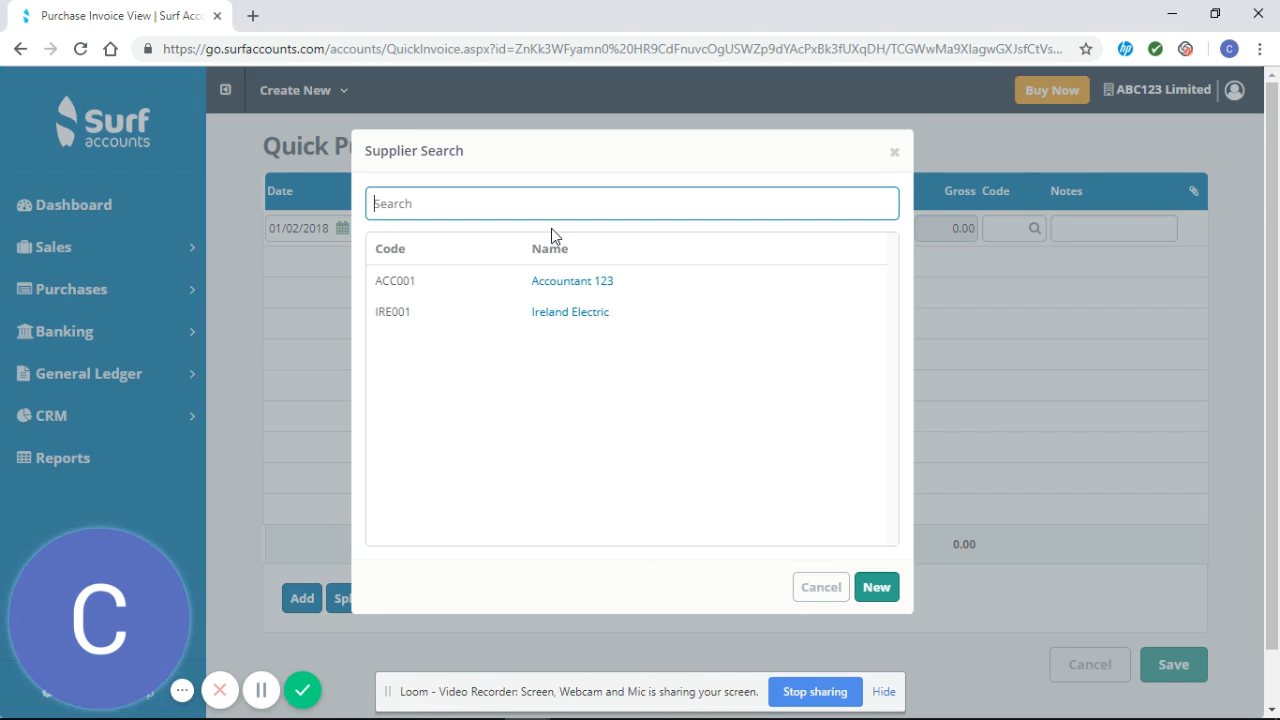 Purchase Invoice View | Surf Acc
https://go.surfaccounts.com/accounts/QuickInvoice.aspx?id=ZnKk3WFyamn0%20HR9CdFnuvcOgUSWZp9dYAcPxBk3fUXqDH/TCGWwMa9XlagwGXJsfCtVs...
hp
C
Surf
accounts
Create New
Buy Now
ABC123 Limited
Dashboard
Sales
Purchases
Banking
General Ledger
CRM
Reports
Quick P
Date
Gross Code
Notes
01/02/2018
0.00
Supplier Search
Search
Code Name
ACC001 Accountant 123
IRE001 Ireland Electric
Cancel New
0.00
Add
Spl
Cancel Save
C
Loom - Video Recorder: Screen, Webcam and Mic is sharing your screen.
Stop sharing
Hide